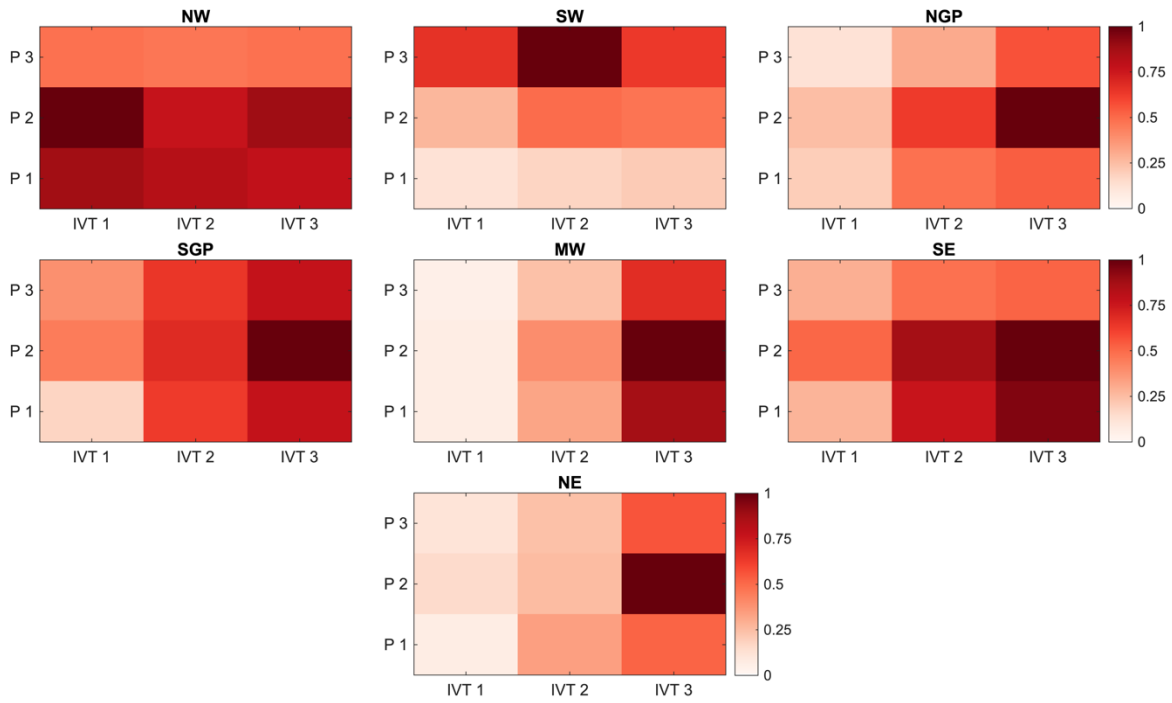 NW SW NGP
P 3 P 3 P 3 1
0.75
P 2 P 2 P 2 0.5
0.25
P 1 P 1 P 1
0
IVT 1 IVT 2 IVT 3 IVT 1 IVT 2 IVT 3 IVT 1 IVT 2 IVT 3
SGP MW SE
P 3 P 3 P 3 1
0.75
P 2 P 2 P 2 0.5
0.25
P 1 P 1 P 1
0
IVT 1 IVT 2 IVT 3 IVT 1 IVT 2 IVT 3 IVT 1 IVT 2 IVT 3
NE
P 3 1
0.75
P 2 0.5
0.25
P 1
0
IVT 1 IVT 2 IVT 3